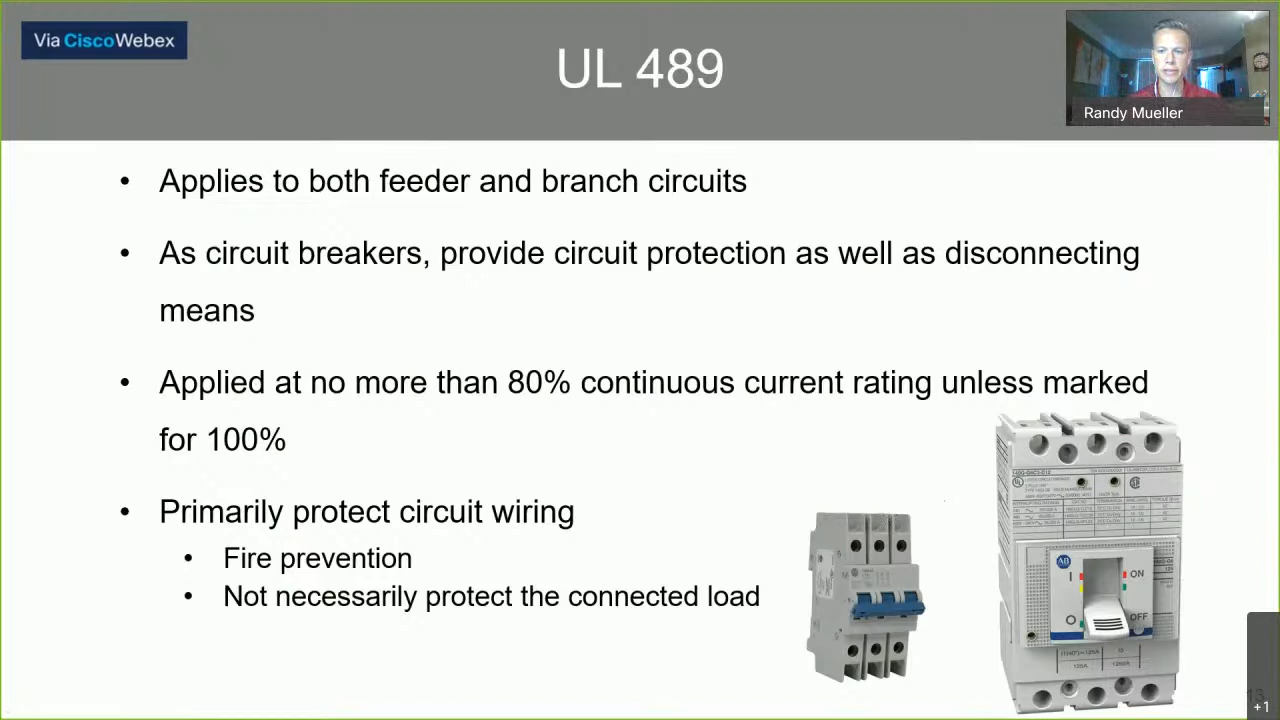 Via CiscoWebex
UL 489
Randy Mueller
• Applies to both feeder and branch circuits
• As circuit breakers, provide circuit protection as well as disconnecting
means
• Applied at no more than 80% continuous current rating unless marked
for 100%
• Primarily protect circuit wiring
• Fire prevention
• Not necessarily protect the connected load
AB
I
ON
O
OFF
125A
+1